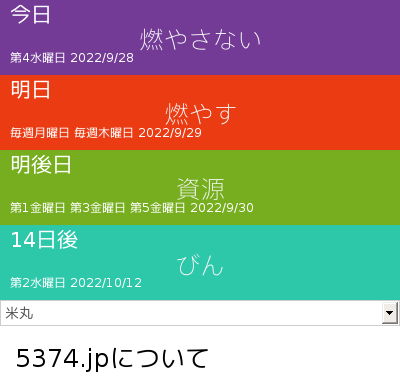 今日
燃やさない
第4水曜日 2022/9/28
明日
燃やす
毎週月曜日 毎週木曜日 2022/9/29
明後日
資源
第1金曜日 第3金曜日 第5金曜日 2022/9/30
14日後
びん
第2水曜日 2022/10/12
米丸
5374.jpについて